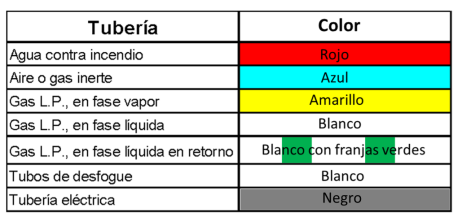 Tubería Color
Agua contra incendio Rojo
Aire o gas inerte Azul
Gas L.P., en fase vapor Amarillo
Gas L.P., en fase líquida Blanco
Gas L.P., en fase líquida en retorno Blanco con franjas verdes
Tubos de desfogue Blanco
Tubería eléctrica Negro